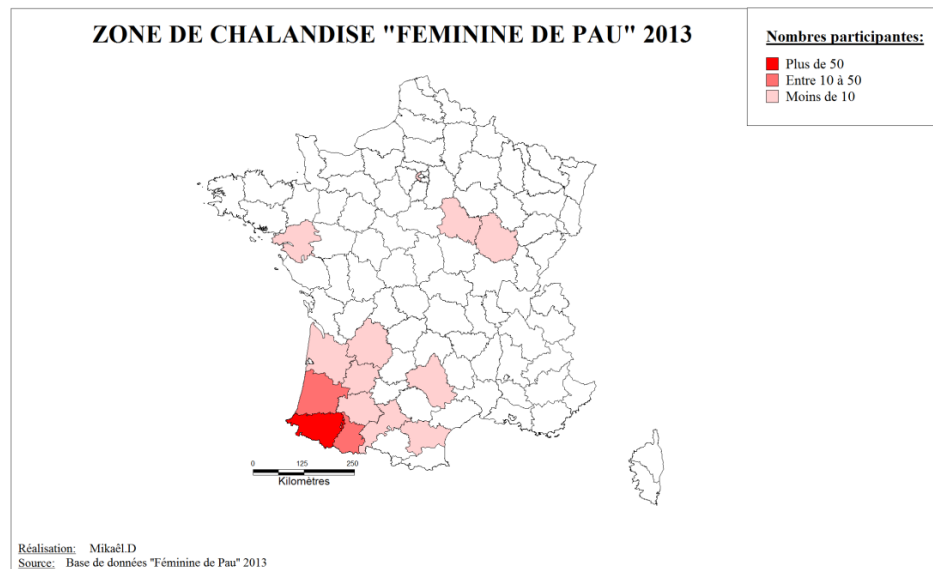 ZONE DE CHALANDISE "FEMININE DE PAU" 2013
Nombres participantes:
Plus de 50
Entre 10 à 50
Moins de 10
0 125 250
Kilomètres
Réalisation: Mikaêl.D
Source: Base de données "Féminine de Pau" 2013